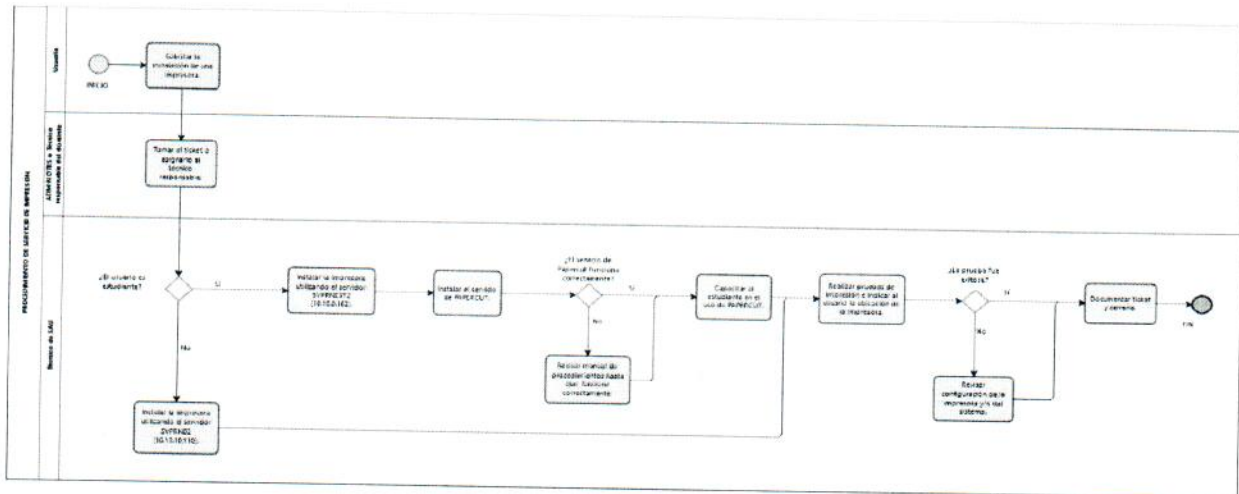 PROCEDIMIENTO DE SERVICIO DE IMPRESIÓN
Usuario
INICIO
Solicitar la
instalación de una
impresora.
responsable del dominio
Tomar el ticket o
asignarlo al
técnico
responsable
Técnico de SAU
¿El usuario es
estudiante?
Si
No
Instalar la impresora
utilizando el servidor
Instalar el servicio
de PAPERCUT.
¿El servicio de
Papercut funciona
correctamente?
Si
No
Revisar manual de
procedimientos hasta
que funcione
correctamente
Capacitar al
estudiante en el
uso de PAPERCUT.
Realizar pruebas de
impresión e indicar al
usuario la ubicación de
la impresora.
¿La prueba fue
exitosa?
Si
No
Revisar
configuración de la
impresora y/o del
sistema.
Documentar ticket
y cerrarlo
FIN
Instalar la impresora
utilizando el servidor